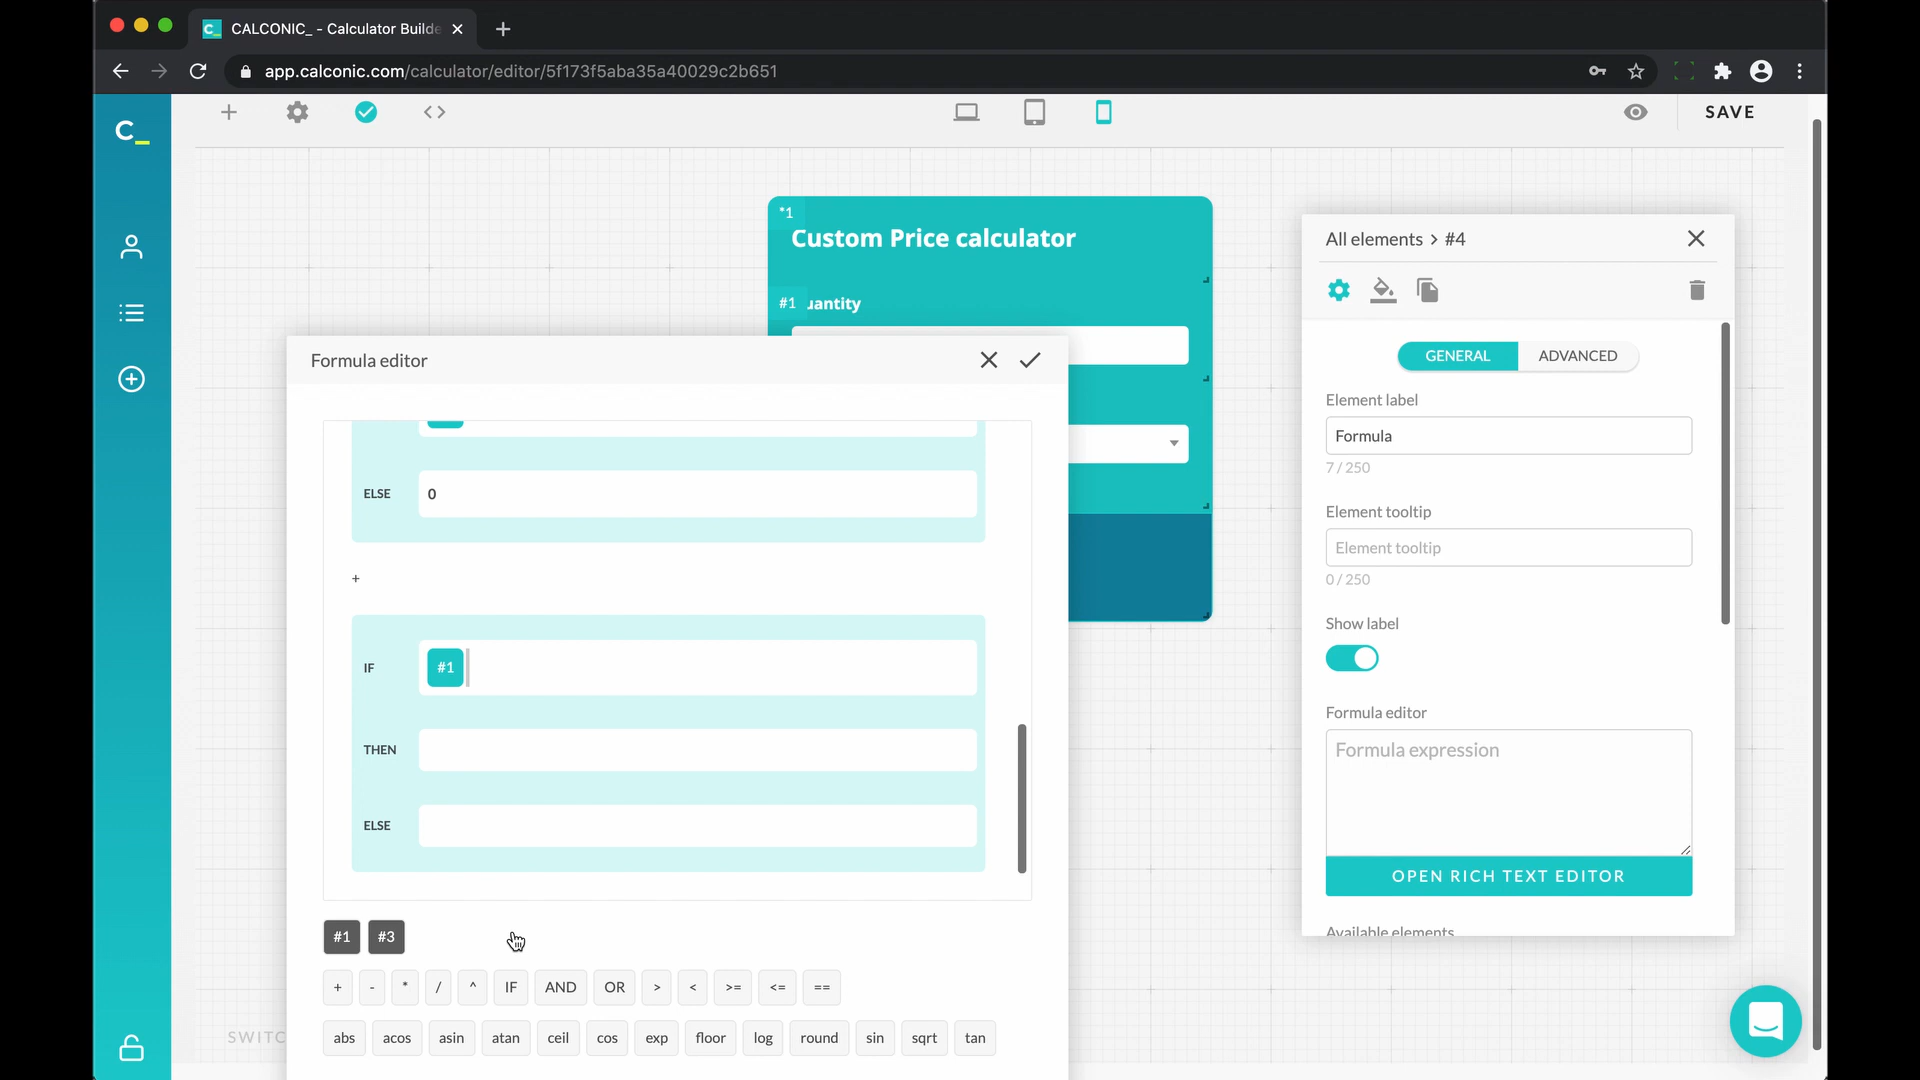 CALCONIC_ - Calculator Builde
app.calconic.com/calculator/editor/5f173f5aba35a40029c2b651
C_
SAVE
*1
Custom Price calculator
#1 uantity
All elements > #4
GENERAL
ADVANCED
Element label
Formula
7 / 250
Element tooltip
Element tooltip
0 / 250
Show label
Formula editor
Formula expression
OPEN RICH TEXT EDITOR
Available elements
Formula editor
ELSE 0
+
IF #1
THEN
ELSE
#1 #3
+ - * / ^ IF AND OR > < >= <= ==
abs acos asin atan ceil cos exp floor log round sin sqrt tan
SWITC